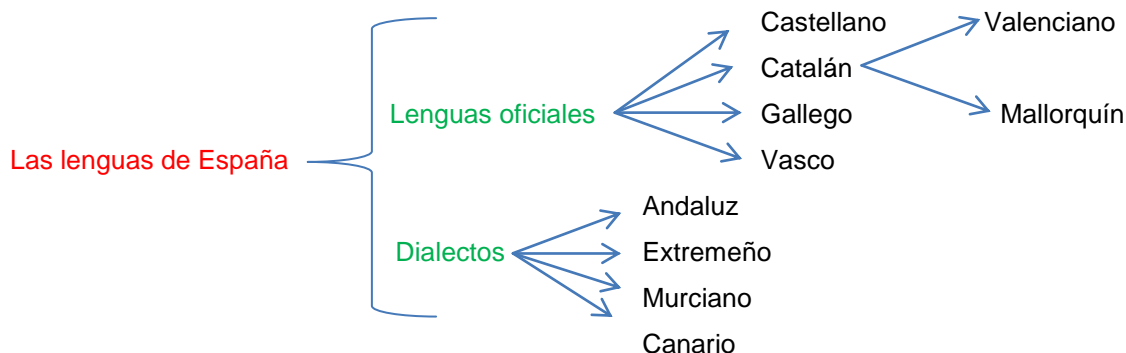 Las lenguas de España
Lenguas oficiales
Castellano
Catalán
Gallego
Vasco
Valenciano
Mallorquín
Dialectos
Andaluz
Extremeño
Murciano
Canario